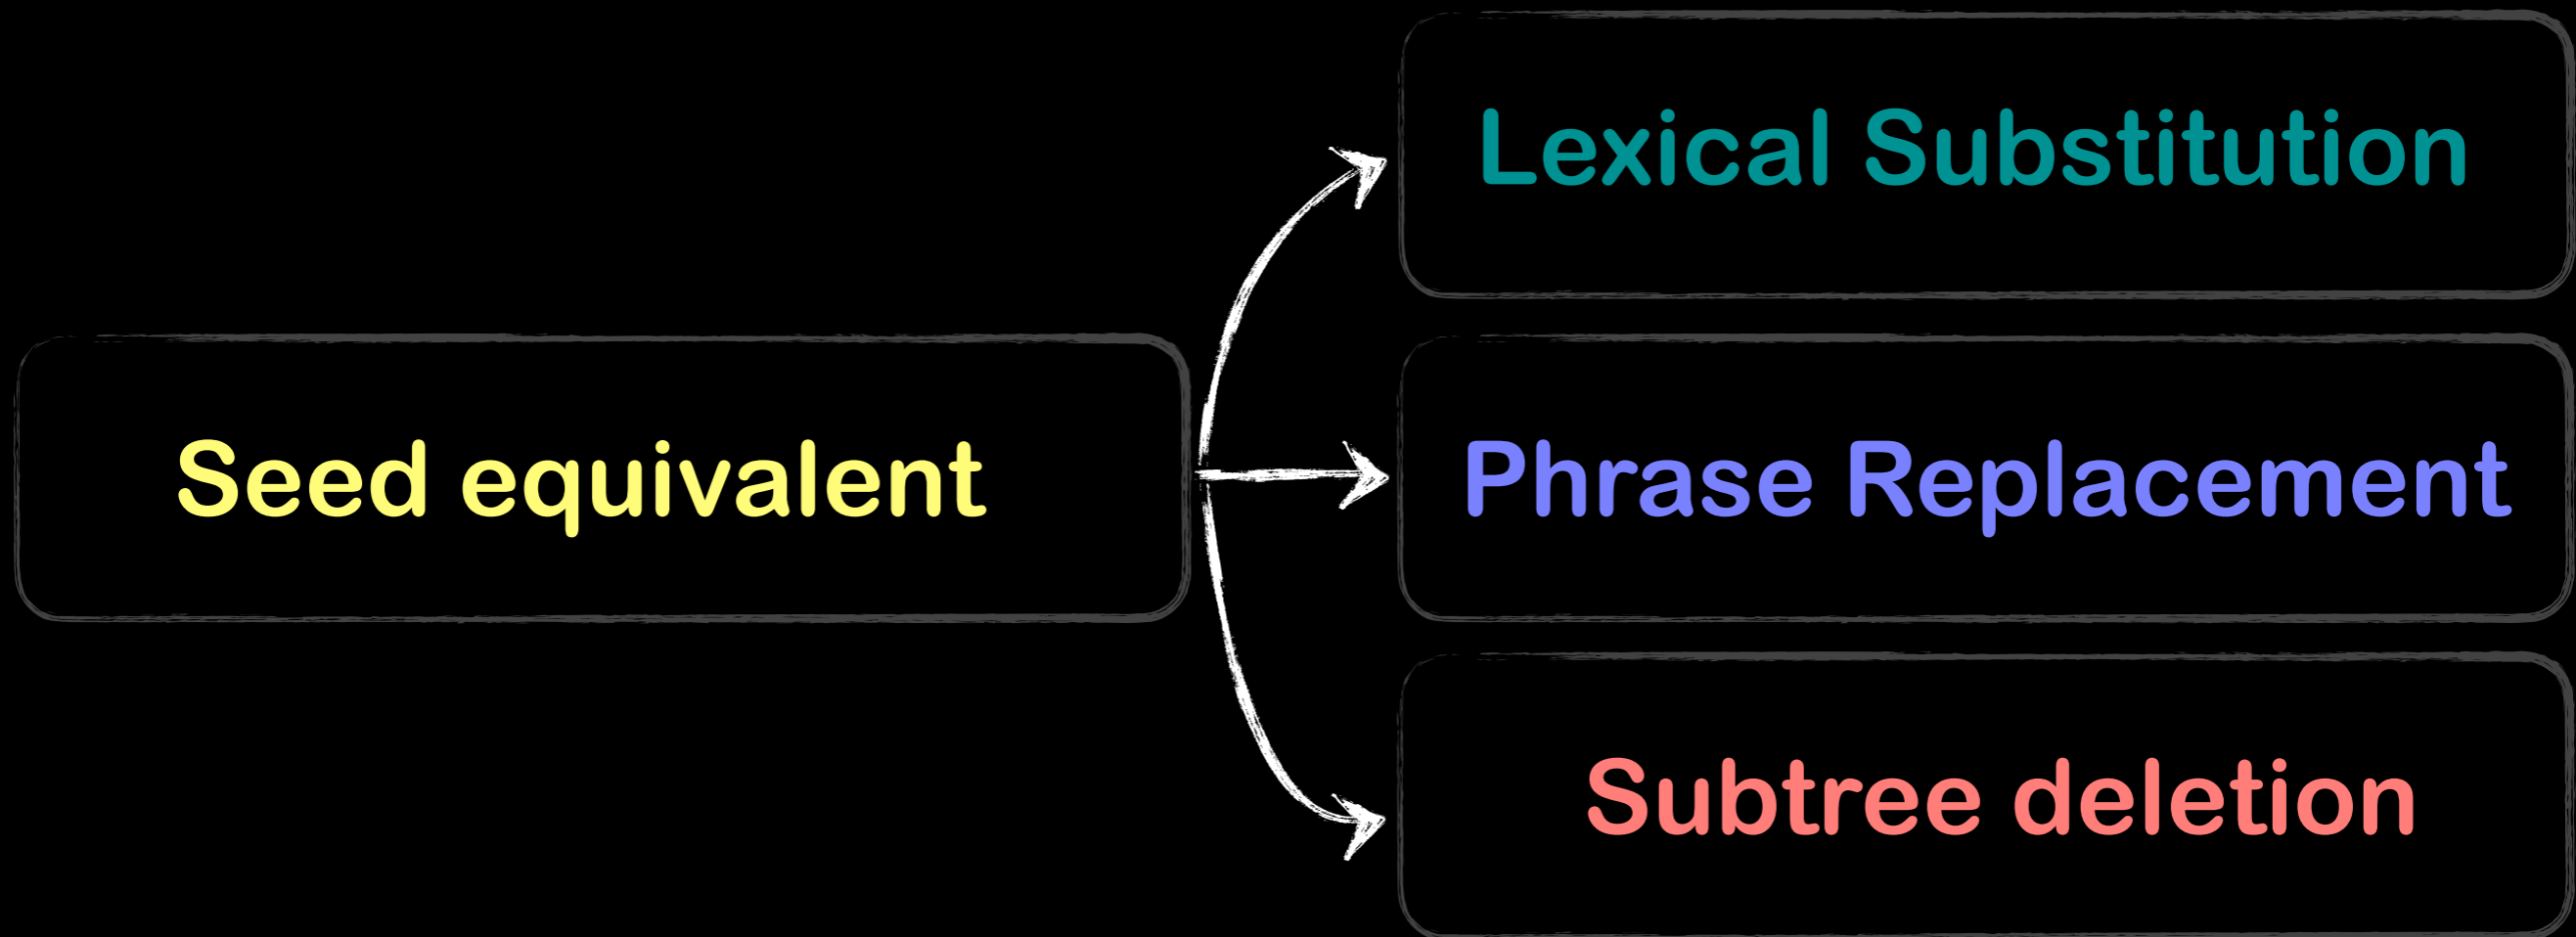 Lexical Substitution
Seed equivalent
Phrase Replacement
Subtree deletion